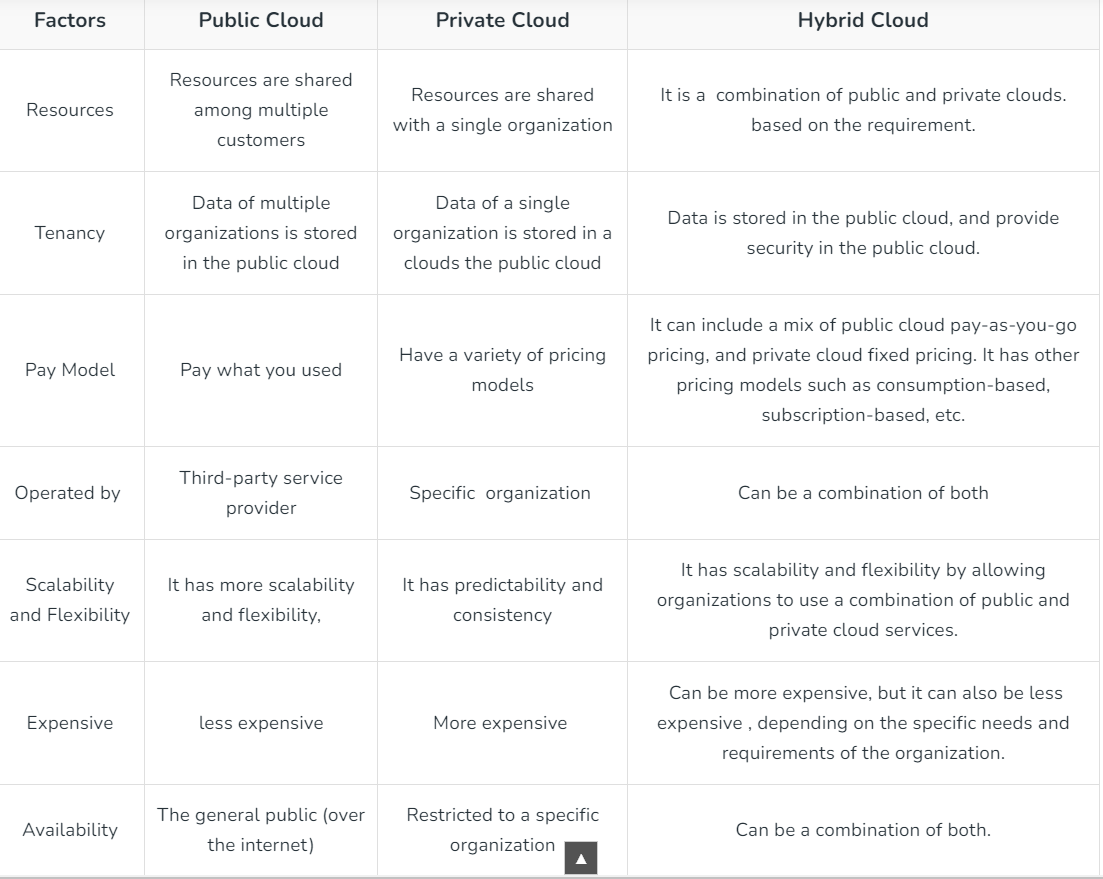 Factors
Public Cloud
Private Cloud
Hybrid Cloud
Resources
Resources are shared
among multiple
customers
Resources are shared
with a single organization
It is a  combination of public and private clouds.
based on the requirement.
Tenancy
Data of multiple
organizations is stored
in the public cloud
Data of a single
organization is stored in a
clouds the public cloud
Data is stored in the public cloud, and provide
security in the public cloud.
Pay Model
Pay what you used
Have a variety of pricing
models
It can include a mix of public cloud pay-as-you-go
pricing, and private cloud fixed pricing. It has other
pricing models such as consumption-based,
subscription-based, etc.
Operated by
Third-party service
provider
Specific  organization
Can be a combination of both
Scalability
and Flexibility
It has more scalability
and flexibility,
It has predictability and
consistency
It has scalability and flexibility by allowing
organizations to use a combination of public and
private cloud services.
Expensive
less expensive
More expensive
Can be more expensive, but it can also be less
expensive , depending on the specific needs and
requirements of the organization.
Availability
The general public (over
the internet)
Restricted to a specific
organization
Can be a combination of both.